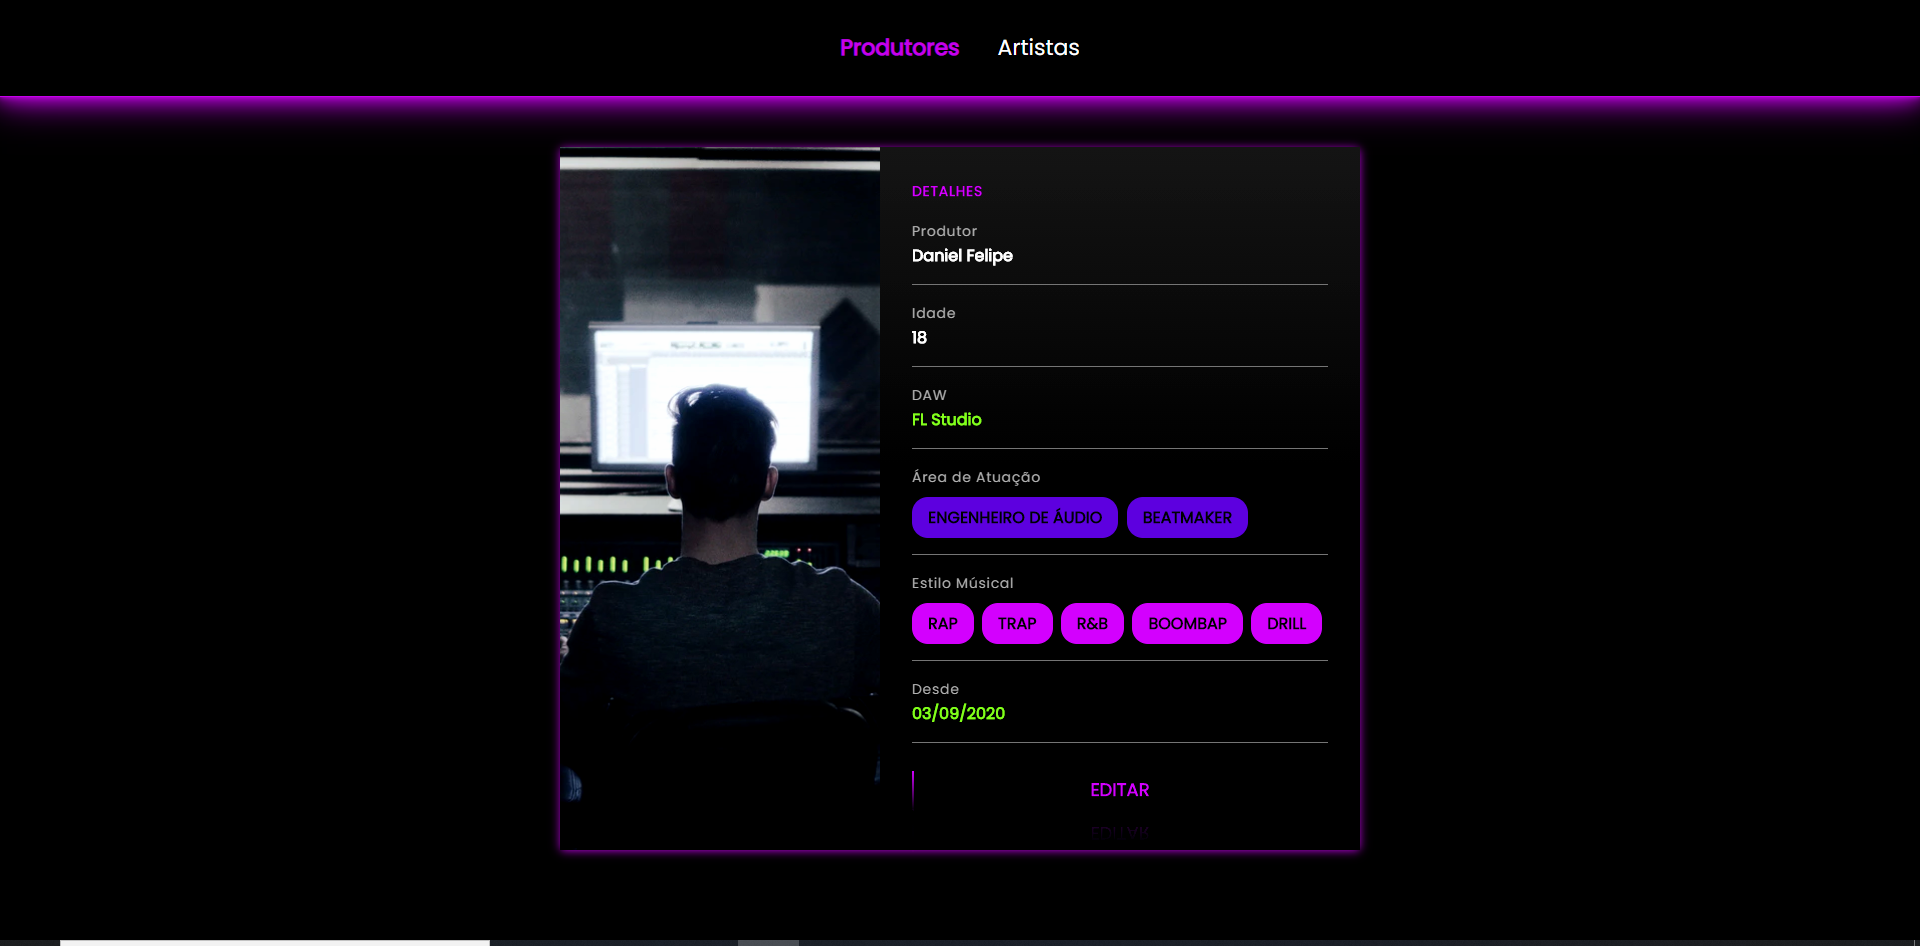 Produtores Artistas
DETALHES
Produtor
Daniel Felipe
Idade
18
DAW
FL Studio
Área de Atuação
ENGENHEIRO DE ÁUDIO BEATMAKER
Estilo Músical
RAP TRAP R&B BOOMBAP DRILL
Desde
03/09/2020
EDITAR